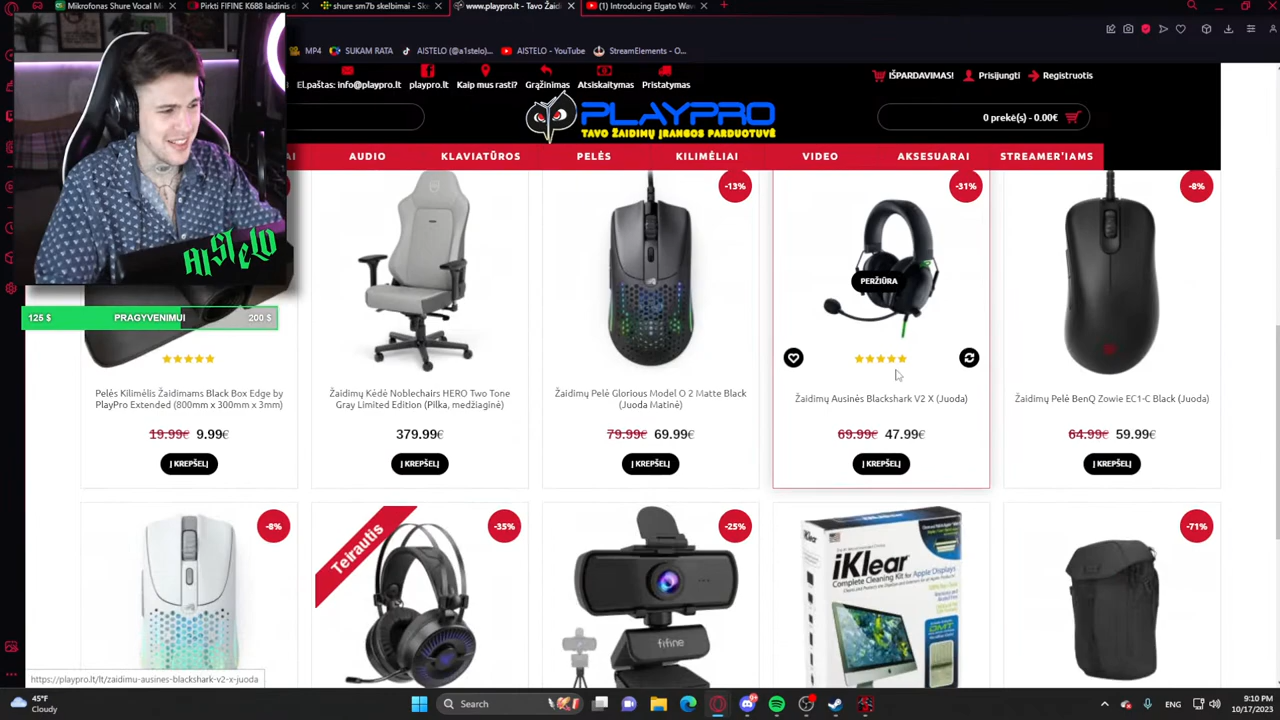 Mikrofonas Shure Vocal M
Pirkti FIFINE K688 laidinis d
shure sm7b skelbimai - Sk
www.playpro.lt - Tavo Žaid
(1) Introducing Elgato Wav
MP4
SUKAM RATA
AISTELO (@a1stelo)
AISTELO - YouTube
StreamElements - O...
El.paštas: info@playpro.lt
playpro.lt
Kaip mus rasti?
Grąžinimas
Atsiskaitymas
Pristatymas
IŠPARDAVIMAS!
Prisijungti
Registruotis
PLAYPRO
TAVO ŽAIDIMŲ ĮRANGOS PARDUOTUVĖ
0 prekė(s) - 0.00€
AI
AUDIO
KLAVIATŪROS
PELĖS
KILIMĖLIAI
VIDEO
AKSESUARAI
STREAMER'IAMS
-13%
-31%
-8%
PERŽIŪRA
AISTELO
125 $
PRAGYVENIMUI
200 $
Pelės Kilimėlis Žaidimams Black Box Edge by
PlayPro Extended (800mm x 300mm x 3mm)
19.99€ 9.99€
Į KREPŠELĮ
Žaidimų Kėdė Noblechairs HERO Two Tone
Gray Limited Edition (Pilka, medžiaginė)
379.99€
Į KREPŠELĮ
Žaidimų Pelė Glorious Model O 2 Matte Black
(Juoda Matinė)
79.99€ 69.99€
Į KREPŠELĮ
Žaidimų Ausinės Blackshark V2 X (Juoda)
69.99€ 47.99€
Į KREPŠELĮ
Žaidimų Pelė BenQ Zowie EC1-C Black (Juoda)
64.99€ 59.99€
Į KREPŠELĮ
-8%
Teirautis
-35%
-25%
-71%
fifine
iKlear
Complete Cleaning Kit for Apple Displays
DMT
https://playpro.lt/lt/zaidimu-ausines-blackshark-v2-x-juoda
45°F
Cloudy
Search
ENG
9:10 PM
10/17/2023